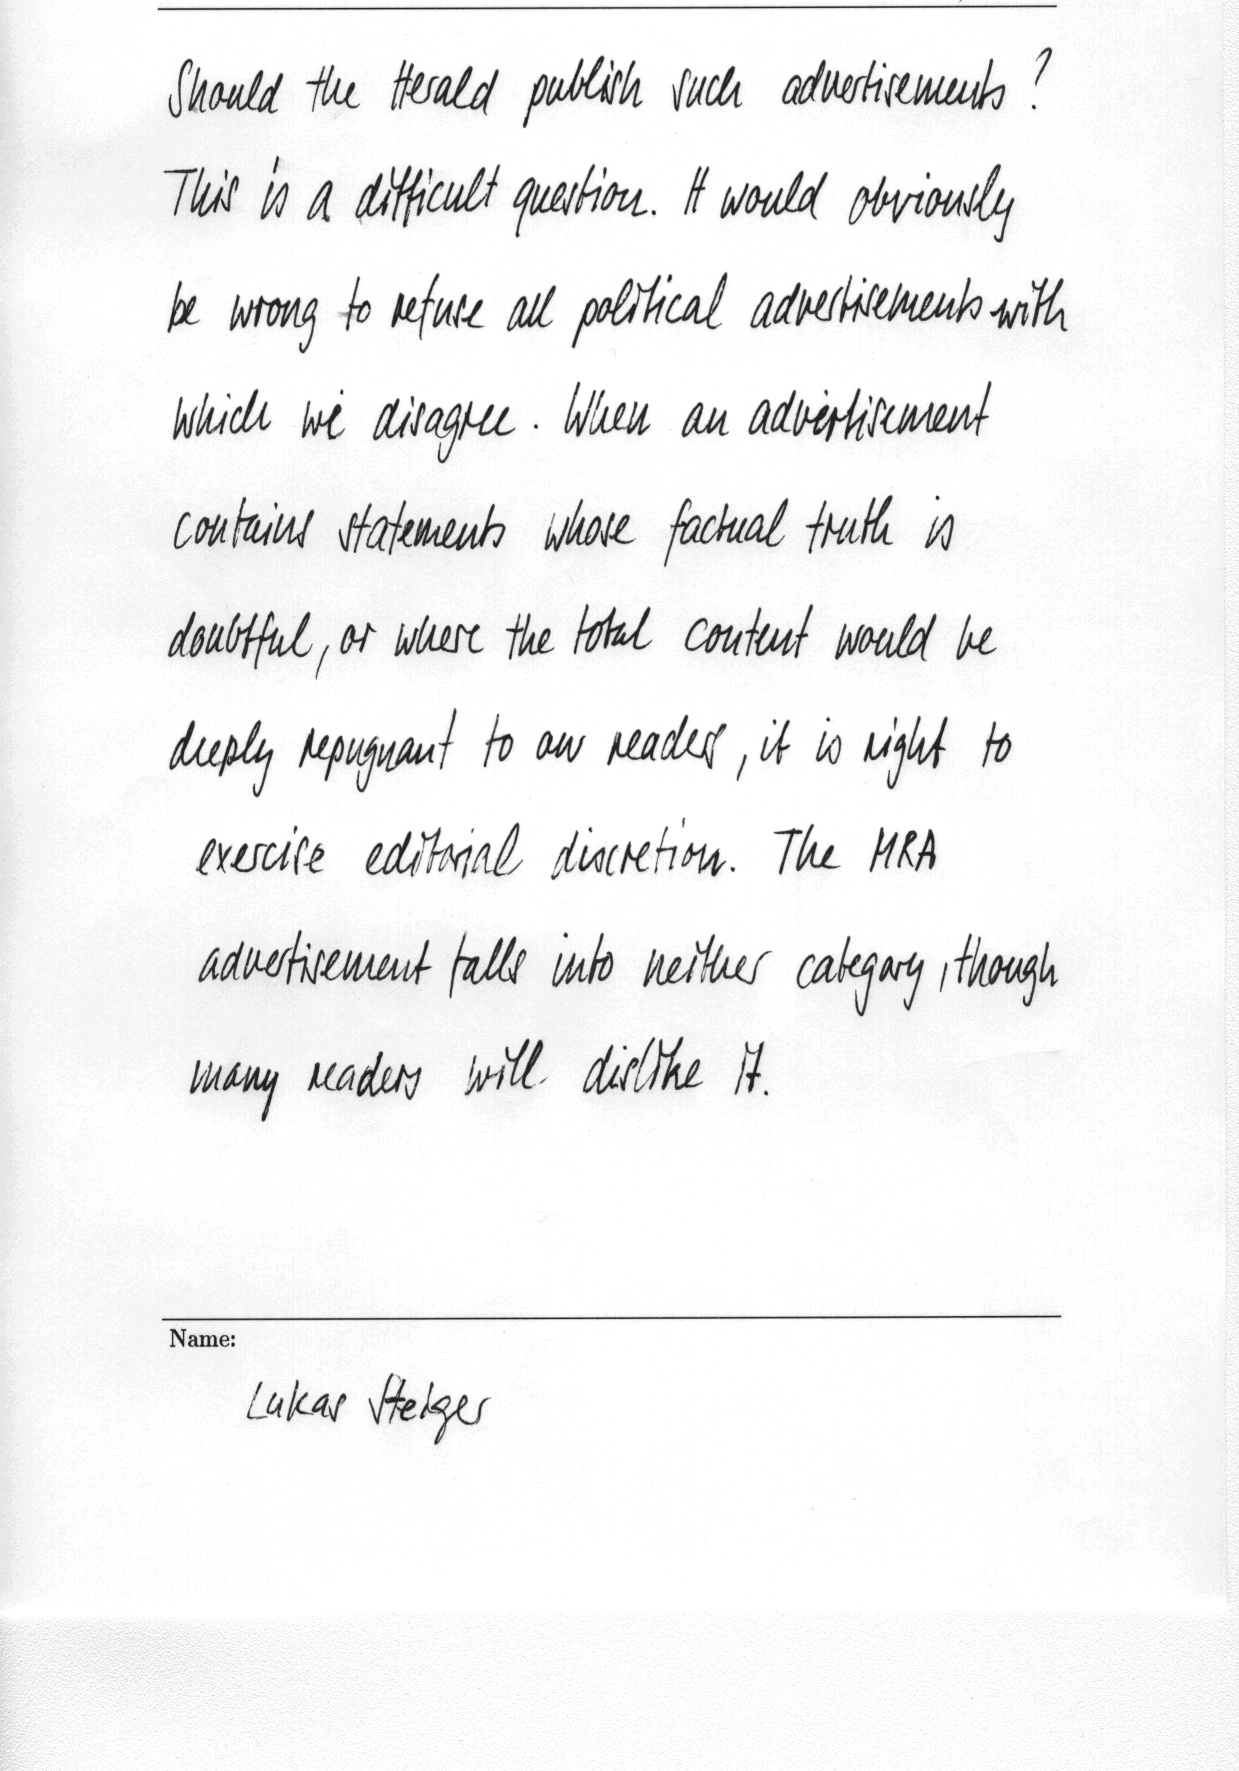 Should the Herald publish such advertisements?
This is a difficult question. It would obviously
be wrong to refuse all political advertisements with
which we disagree. When an advertisement
contains statements whose factual truth is
doubtful, or where the total content would be
deeply repugnant to our readers, it is right to
exercise editorial discretion. The MRA
advertisement falls into neither category, though
many readers will dislike it.
Name:
Lukas Steiger